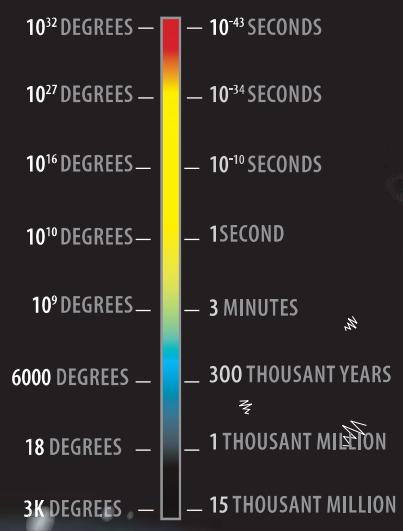 10³² DEGREES — — 10⁻⁴³ SECONDS
10²⁷ DEGREES — — 10⁻³⁴ SECONDS
10¹⁶ DEGREES — — 10⁻¹⁰ SECONDS
10¹⁰ DEGREES — — 1SECOND
10⁹ DEGREES — — 3 MINUTES
6000 DEGREES — — 300 THOUSANT YEARS
18 DEGREES — — 1 THOUSANT MILLION
3K DEGREES — — 15 THOUSANT MILLION